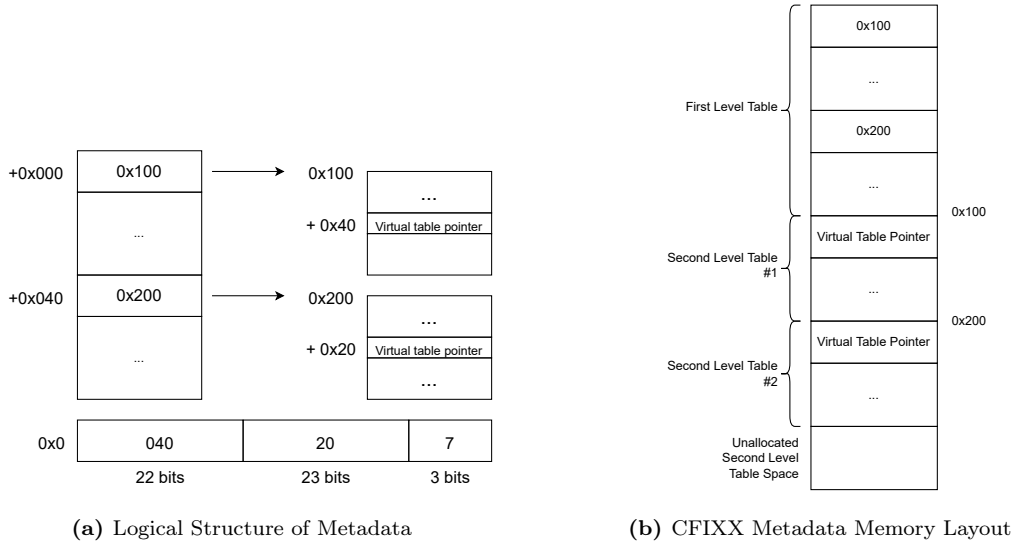 +0x000
0x100
0x100
...
+ 0x40
Virtual table pointer
...
+0x040
0x200
0x200
...
+ 0x20
Virtual table pointer
...
...
0x0
040
20
7
22 bits
23 bits
3 bits
(a) Logical Structure of Metadata
0x100
...
First Level Table
0x200
...
0x100
Virtual Table Pointer
Second Level Table
#1
...
0x200
Virtual Table Pointer
Second Level Table
#2
...
Unallocated
Second Level
Table Space
(b) CFIXX Metadata Memory Layout